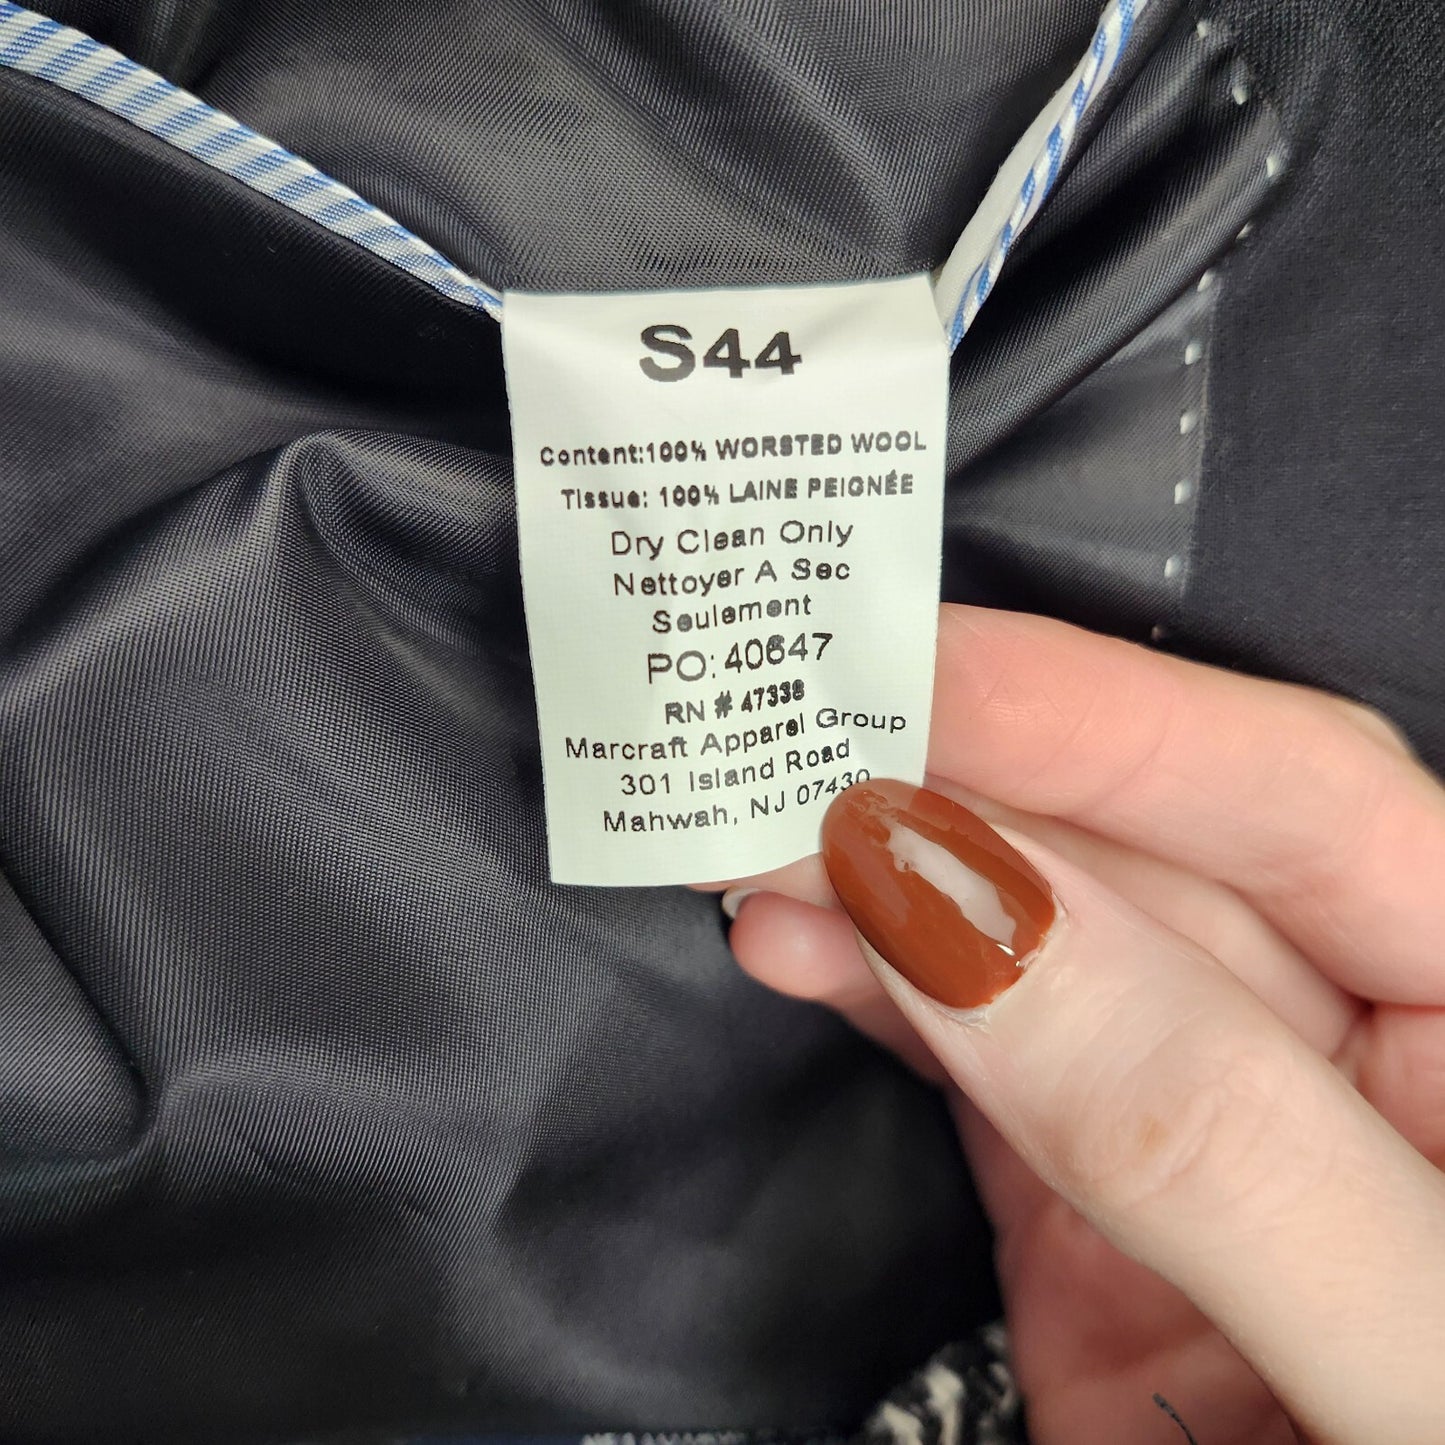 S44
Content:100% WORSTED WOOL
Tissue: 100% LAINE PEIGNÉE
Dry Clean Only
Nettoyer A Sec
Seulement
PO: 40647
RN # 47338
Marcraft Apparel Group
301 Island Road
Mahwah, NJ 07430